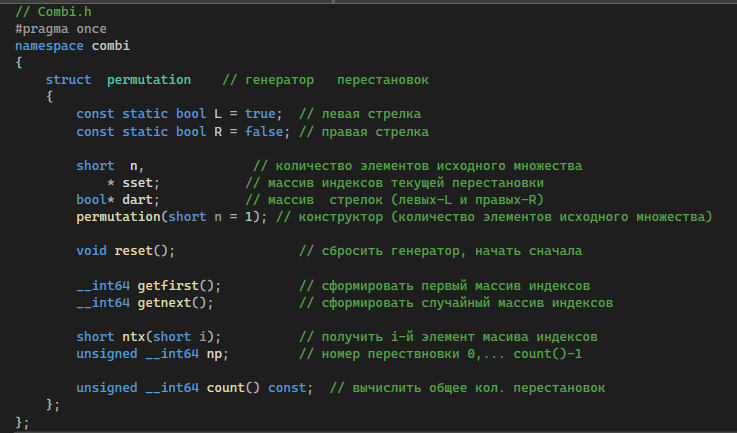 // Combi.h
#pragma once
namespace combi
{
    struct  permutation    // генератор   перестановок
    {
        const static bool L = true;  // левая стрелка
        const static bool R = false; // правая стрелка

        short  n,              // количество элементов исходного множества
            * sset;           // массив индексов текущей перестановки
        bool* dart;           // массив  стрелок (левых-L и правых-R)
        permutation(short n = 1); // конструктор (количество элементов исходного множества)

        void reset();                // сбросить генератор, начать сначала

        __int64 getfirst();          // сформировать первый массив индексов
        __int64 getnext();           // сформировать случайный массив индексов

        short ntx(short i);          // получить i-й элемент масива индексов
        unsigned __int64 np;         // номер перествновки 0,... count()-1

        unsigned __int64 count() const;  // вычислить общее кол. перестановок
    };
};